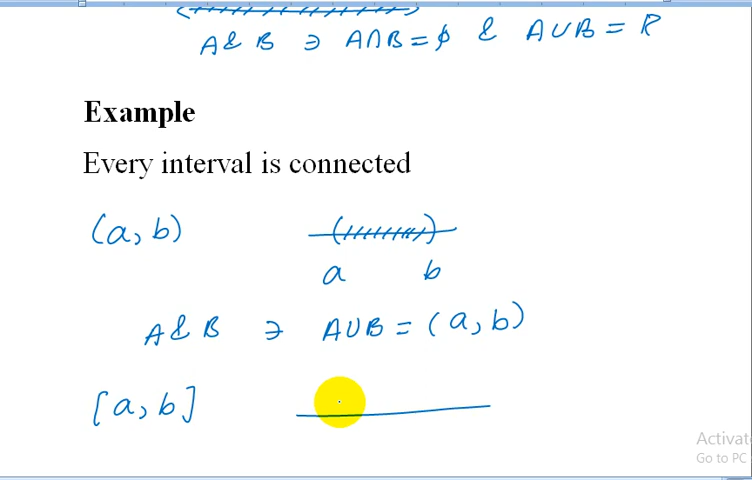 A & B ∋ A∩B = ϕ & A∪B = R
Example
Every interval is connected
(a, b)
a b
A & B ∋ A∪B = (a, b)
[a, b]
Activat
Go to PC